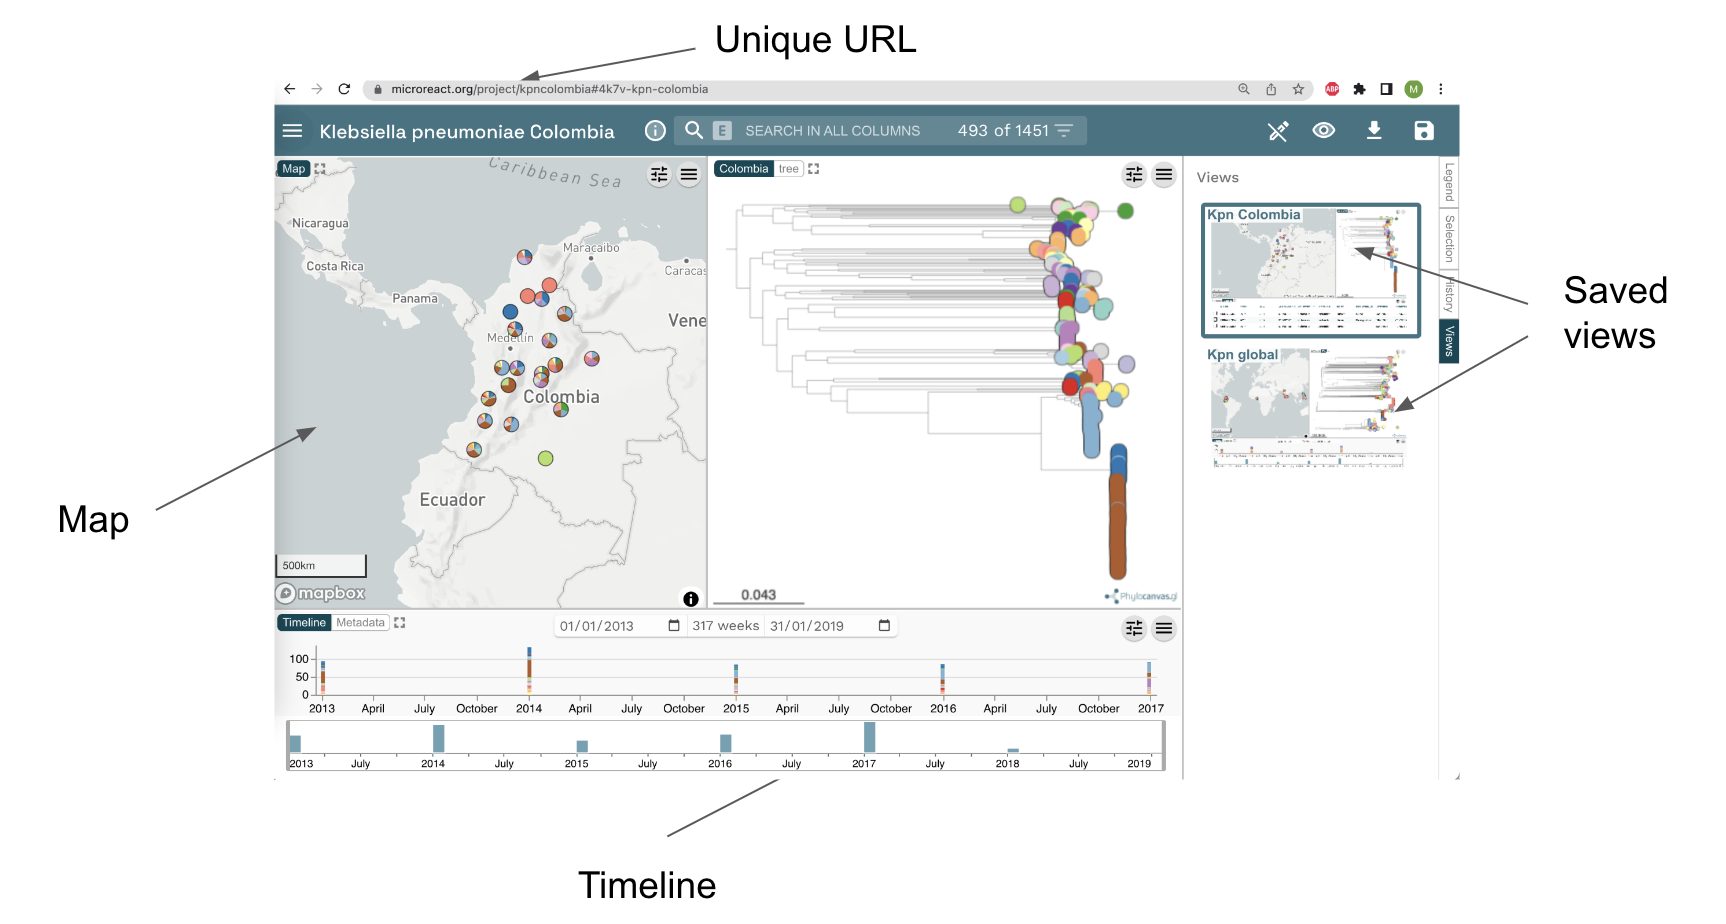 Unique URL
microreact.org/project/kpncolombia#4k7v-kpn-colombia
ABP
M
Klebsiella pneumoniae Colombia
i
E
SEARCH IN ALL COLUMNS
493 of 1451
Map
Caribbean Sea
Nicaragua
Costa Rica
Panama
Maracaibo
Caracas
Vene
Medellín
Colombia
Ecuador
500km
mapbox
i
Colombia tree
0.043
Phylocanvas.gl
Views
Kpn Colombia
Kpn global
Legend
Selection
History
Views
Saved
views
Map
Timeline Metadata
01/01/2013 317 weeks 31/01/2019
100
50
0
2013 April July October 2014 April July October 2015 April July October 2016 April July October 2017
2013 July 2014 July 2015 July 2016 July 2017 July 2018 July 2019
Timeline